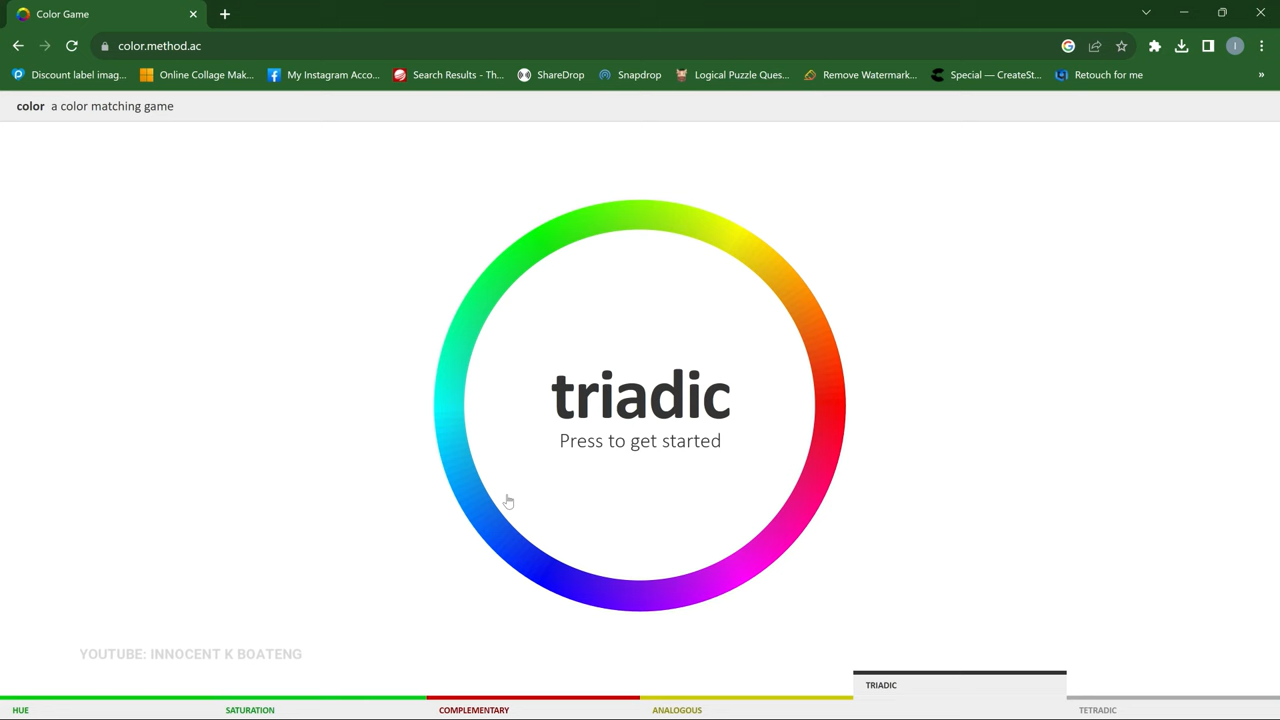 Color Game
color.method.ac
Discount label imag...
Online Collage Mak...
My Instagram Acco...
Search Results - Th...
ShareDrop
Snapdrop
Logical Puzzle Ques...
Remove Watermark...
Special — CreateSt...
Retouch for me
»
color a color matching game
triadic
Press to get started
YOUTUBE: INNOCENT K BOATENG
TRIADIC
HUE
SATURATION
COMPLEMENTARY
ANALOGOUS
TETRADIC